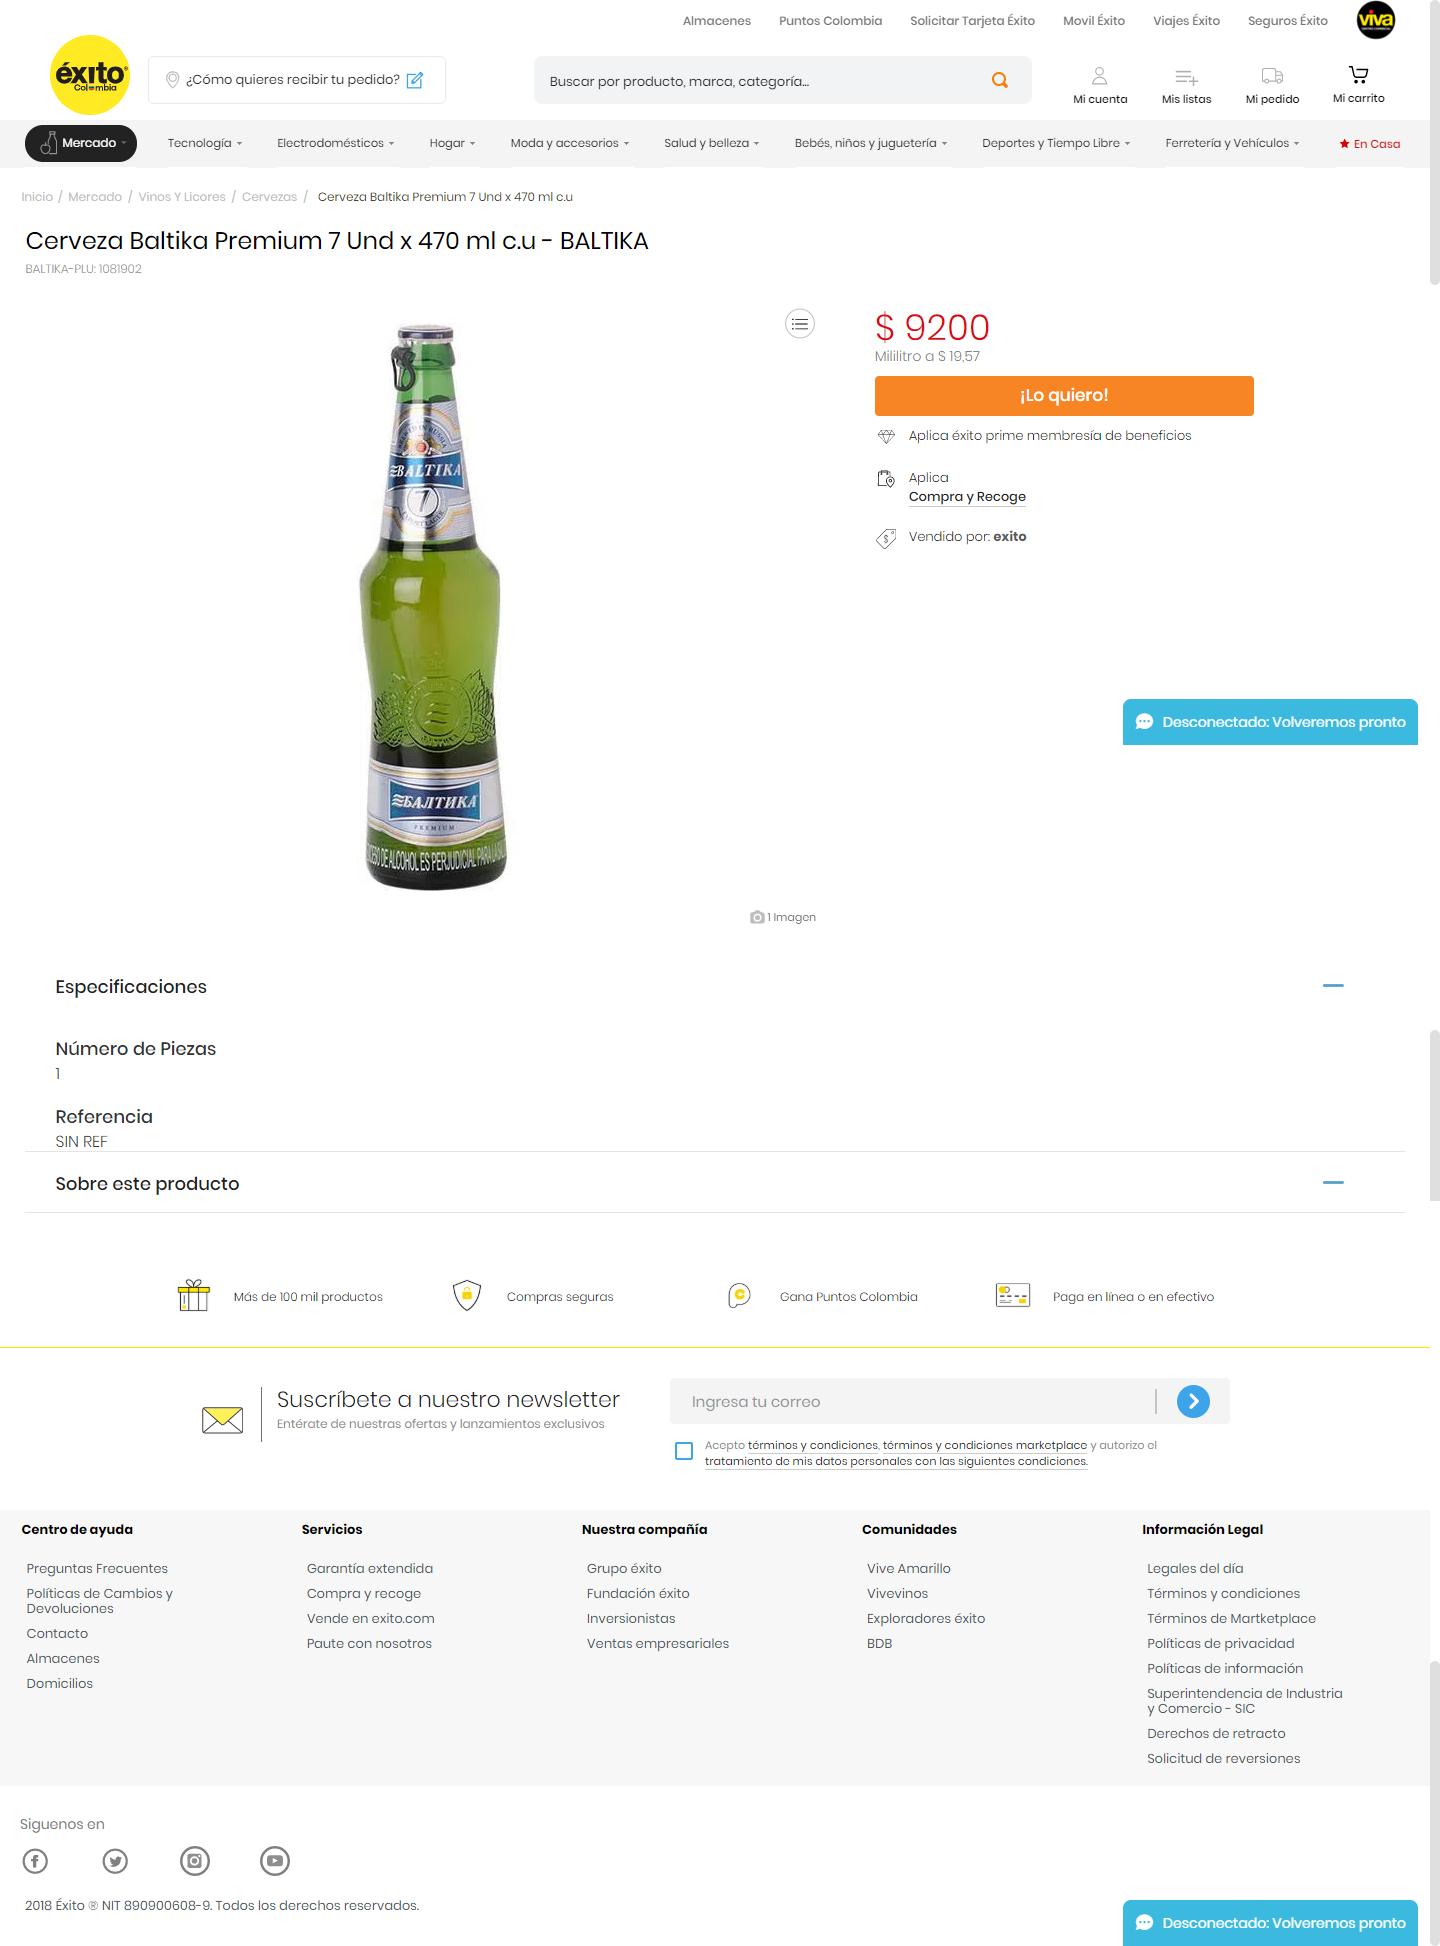 Almacenes Puntos Colombia Solicitar Tarjeta Éxito Movil Éxito Viajes Éxito Seguros Éxito viva
éxito
Colombia
¿Cómo quieres recibir tu pedido?
Buscar por producto, marca, categoría...
Mi cuenta Mis listas Mi pedido Mi carrito
Mercado Tecnología Electrodomésticos Hogar Moda y accesorios Salud y belleza Bebés, niños y juguetería Deportes y Tiempo Libre Ferretería y Vehículos En Casa
Inicio / Mercado / Vinos Y Licores / Cervezas / Cerveza Baltika Premium 7 Und x 470 ml c.u
Cerveza Baltika Premium 7 Und x 470 ml c.u - BALTIKA
BALTIKA-PLU: 1081902
BALTIKA
7
БАЛТИКА
PREMIUM
DE ALCOHOL ES PERJUDICIAL PARA LA
1 Imagen
$ 9200
Mililitro a $ 19,57
¡Lo quiero!
Aplica éxito prime membresía de beneficios
Aplica
Compra y Recoge
Vendido por: exito
Desconectado: Volveremos pronto
Especificaciones
Número de Piezas
1
Referencia
SIN REF
Sobre este producto
Más de 100 mil productos Compras seguras Gana Puntos Colombia Paga en línea o en efectivo
Suscríbete a nuestro newsletter
Entérate de nuestras ofertas y lanzamientos exclusivos
Ingresa tu correo
Acepto términos y condiciones, términos y condiciones marketplace y autorizo el
tratamiento de mis datos personales con las siguientes condiciones.
Centro de ayuda
Preguntas Frecuentes
Políticas de Cambios y
Devoluciones
Contacto
Almacenes
Domicilios
Servicios
Garantía extendida
Compra y recoge
Vende en exito.com
Paute con nosotros
Nuestra compañía
Grupo éxito
Fundación éxito
Inversionistas
Ventas empresariales
Comunidades
Vive Amarillo
Vivevinos
Exploradores éxito
BDB
Información Legal
Legales del día
Términos y condiciones
Términos de Martketplace
Políticas de privacidad
Políticas de información
Superintendencia de Industria
y Comercio - SIC
Derechos de retracto
Solicitud de reversiones
Siguenos en
2018 Éxito ® NIT 890900608-9. Todos los derechos reservados.
Desconectado: Volveremos pronto